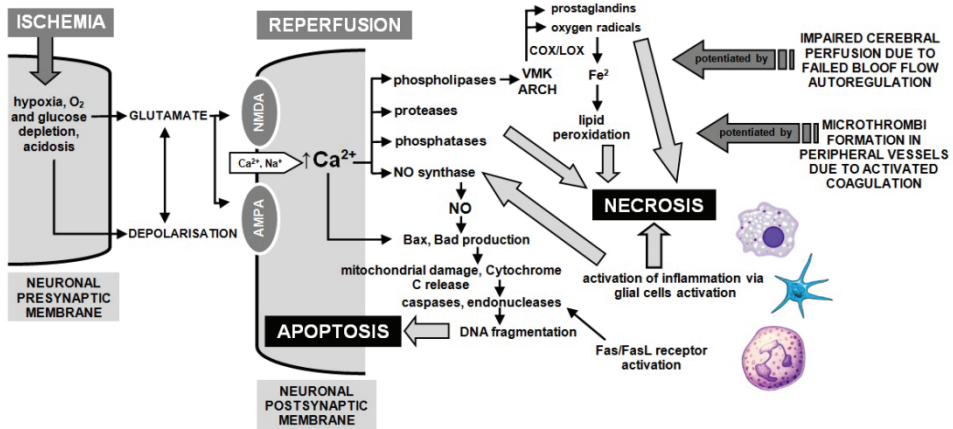 ISCHEMIA
hypoxia, O2
and glucose
depletion,
acidosis
GLUTAMATE
DEPOLARISATION
NEURONAL
PRESYNAPTIC
MEMBRANE
REPERFUSION
NMDA
Ca2+, Na+
↑Ca2+
AMPA
phospholipases
proteases
phosphatases
NO synthase
NO
Bax, Bad production
mitochondrial damage, Cytochrome
C release
caspases, endonucleases
DNA fragmentation
APOPTOSIS
NEURONAL
POSTSYNAPTIC
MEMBRANE
VMK
ARCH
COX/LOX
prostaglandins
oxygen radicals
Fe2
lipid
peroxidation
NECROSIS
activation of inflammation via
glial cells activation
Fas/FasL receptor
activation
potentiated by
IMPAIRED CEREBRAL
PERFUSION DUE TO
FAILED BLOOF FLOW
AUTOREGULATION
potentiated by
MICROTHROMBI
FORMATION IN
PERIPHERAL VESSELS
DUE TO ACTIVATED
COAGULATION